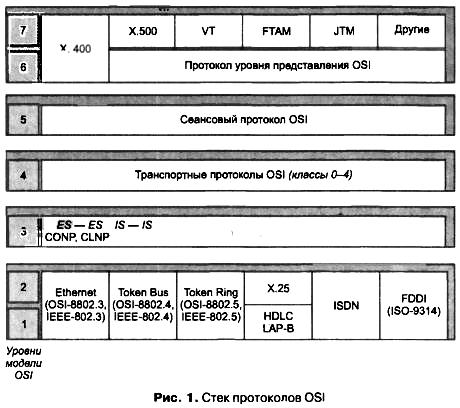 7
X. 400
X.500
VT
FTAM
JTM
Другие
6
Протокол уровня представления OSI
5
Сеансовый протокол OSI
4
Транспортные протоколы OSI (классы 0–4)
3
ES — ES IS — IS
CONP, CLNP
2
1
Ethernet
(OSI-8802.3,
IEEE-802.3)
Token Bus
(OSI-8802.4,
IEEE-802.4)
Token Ring
(OSI-8802.5,
IEEE-802.5)
X.25
HDLC
LAP-B
ISDN
FDDI
(ISO-9314)
Уровни
модели
OSI
Рис. 1. Стек протоколов OSI